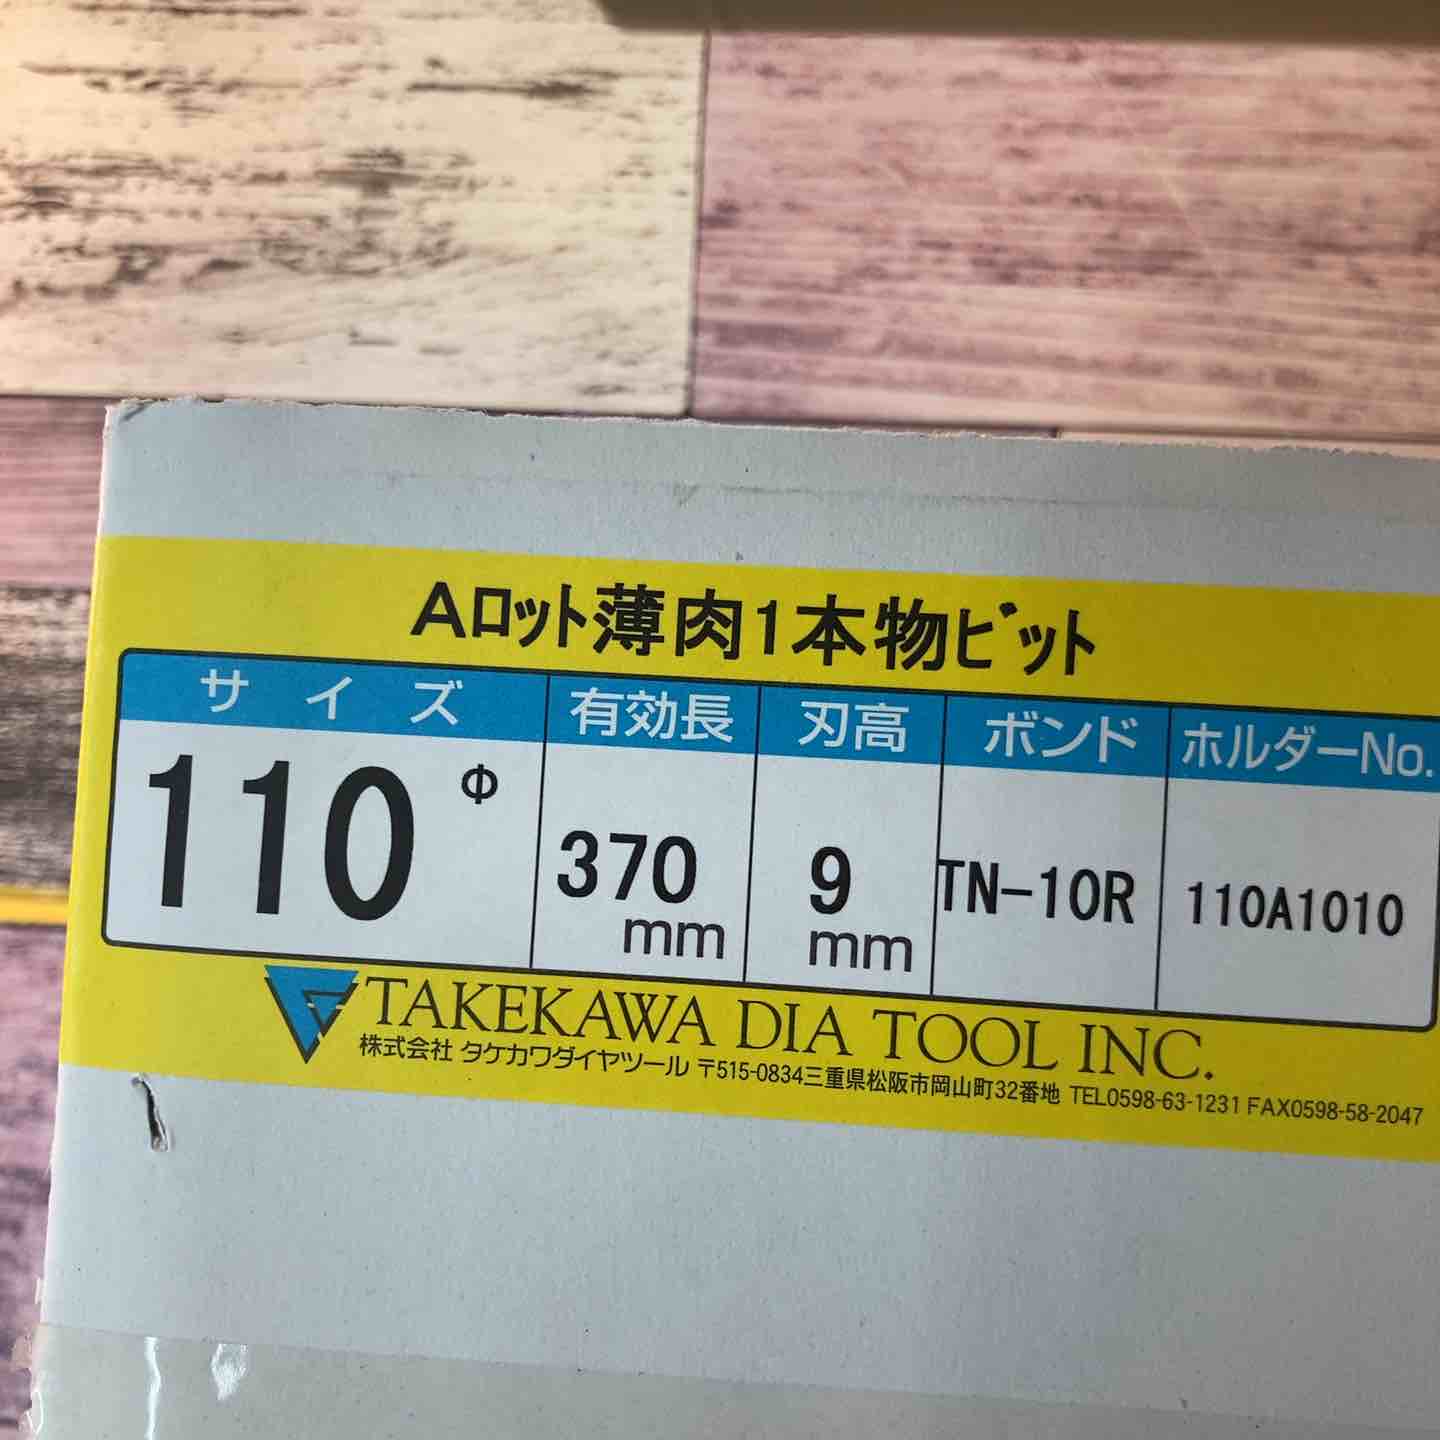 Aロット薄肉1本物ビット
サイズ 有効長 刃高 ボンド ホルダーNo.
110 Φ 370 mm 9 mm TN-10R 110A1010
TAKEKAWA DIA TOOL INC.
株式会社 タケカワダイヤツール 〒515-0834三重県松阪市岡山町32番地 TEL0598-63-1231 FAX0598-58-2047